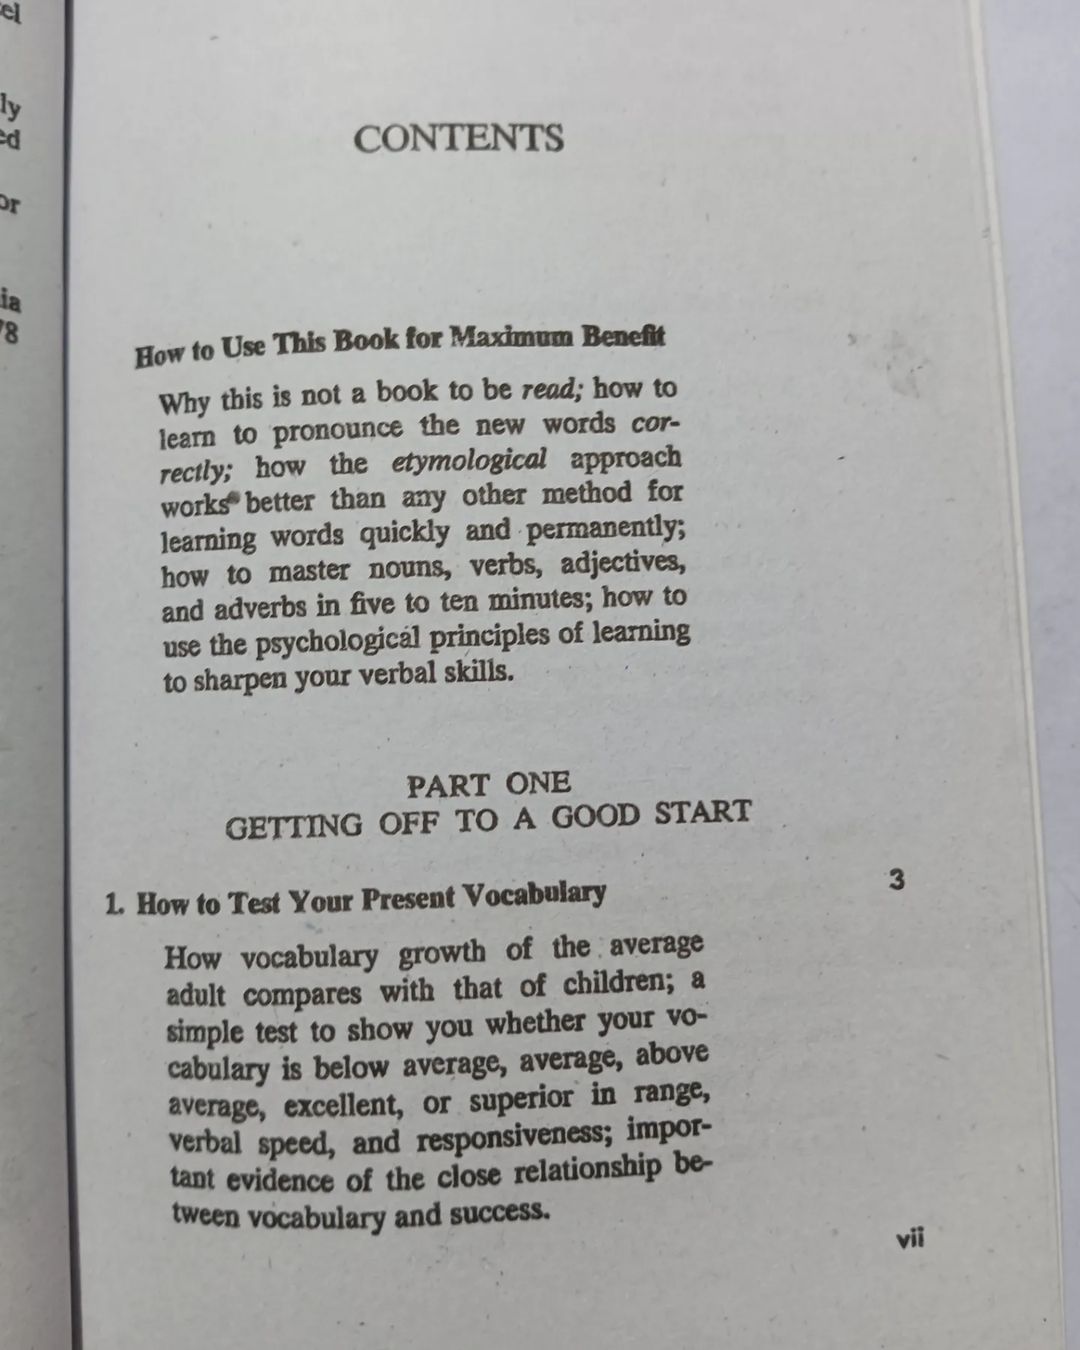 el
ly
ed
or
ia
78
CONTENTS
How to Use This Book for Maximum Benefit
Why this is not a book to be read; how to
learn to pronounce the new words cor-
rectly; how the etymological approach
works better than any other method for
learning words quickly and permanently;
how to master nouns, verbs, adjectives,
and adverbs in five to ten minutes; how to
use the psychological principles of learning
to sharpen your verbal skills.
PART ONE
GETTING OFF TO A GOOD START
1. How to Test Your Present Vocabulary 3
How vocabulary growth of the average
adult compares with that of children; a
simple test to show you whether your vo-
cabulary is below average, average, above
average, excellent, or superior in range,
verbal speed, and responsiveness; impor-
tant evidence of the close relationship be-
tween vocabulary and success.
vii